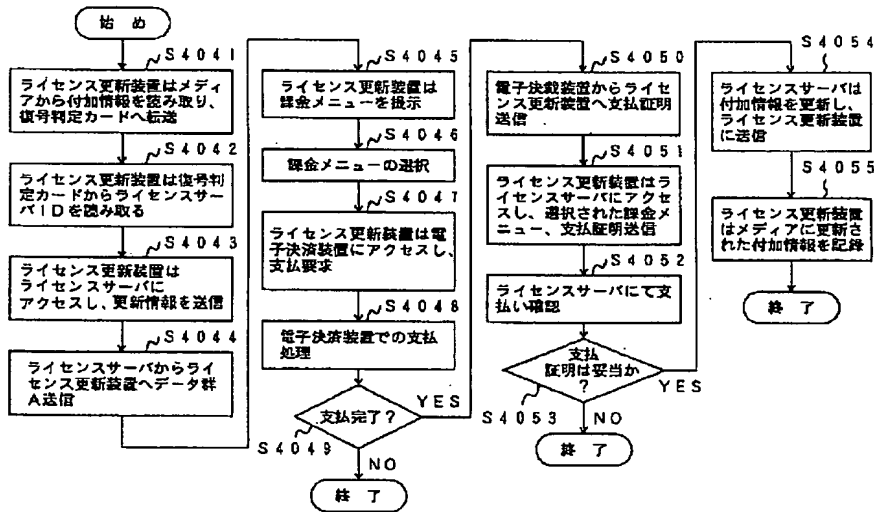 始 め
S4041
ライセンス更新装置はメディ
アから付加情報を読み取り、
復号判定カードへ転送
S4042
ライセンス更新装置は復号判
定カードからライセンスサー
バIDを読み取る
S4043
ライセンス更新装置は
ライセンスサーバに
アクセスし、更新情報を送信
S4044
ライセンスサーバからライ
センス更新装置へデータ群
A送信
S4045
ライセンス更新装置は
課金メニューを提示
S4046
課金メニューの選択
S4047
ライセンス更新装置は電
子決済装置にアクセスし、
支払要求
S4048
電子決済装置での支払
処理
支払完了?
YES
S4049
NO
終 了
S4050
電子決裁装置からライセ
ンス更新装置へ支払証明
送信
S4051
ライセンス更新装置はラ
イセンスサーバにアクセ
スし、選択された課金メ
ニュー、支払証明送信
S4052
ライセンスサーバにて支
払い確認
支払
証明は妥当か
?
YES
S4053
NO
終 了
S4054
ライセンスサーバは
付加情報を更新し、
ライセンス更新装置
に送信
S4055
ライセンス更新装置
はメディアに更新さ
れた付加情報を記録
終 了